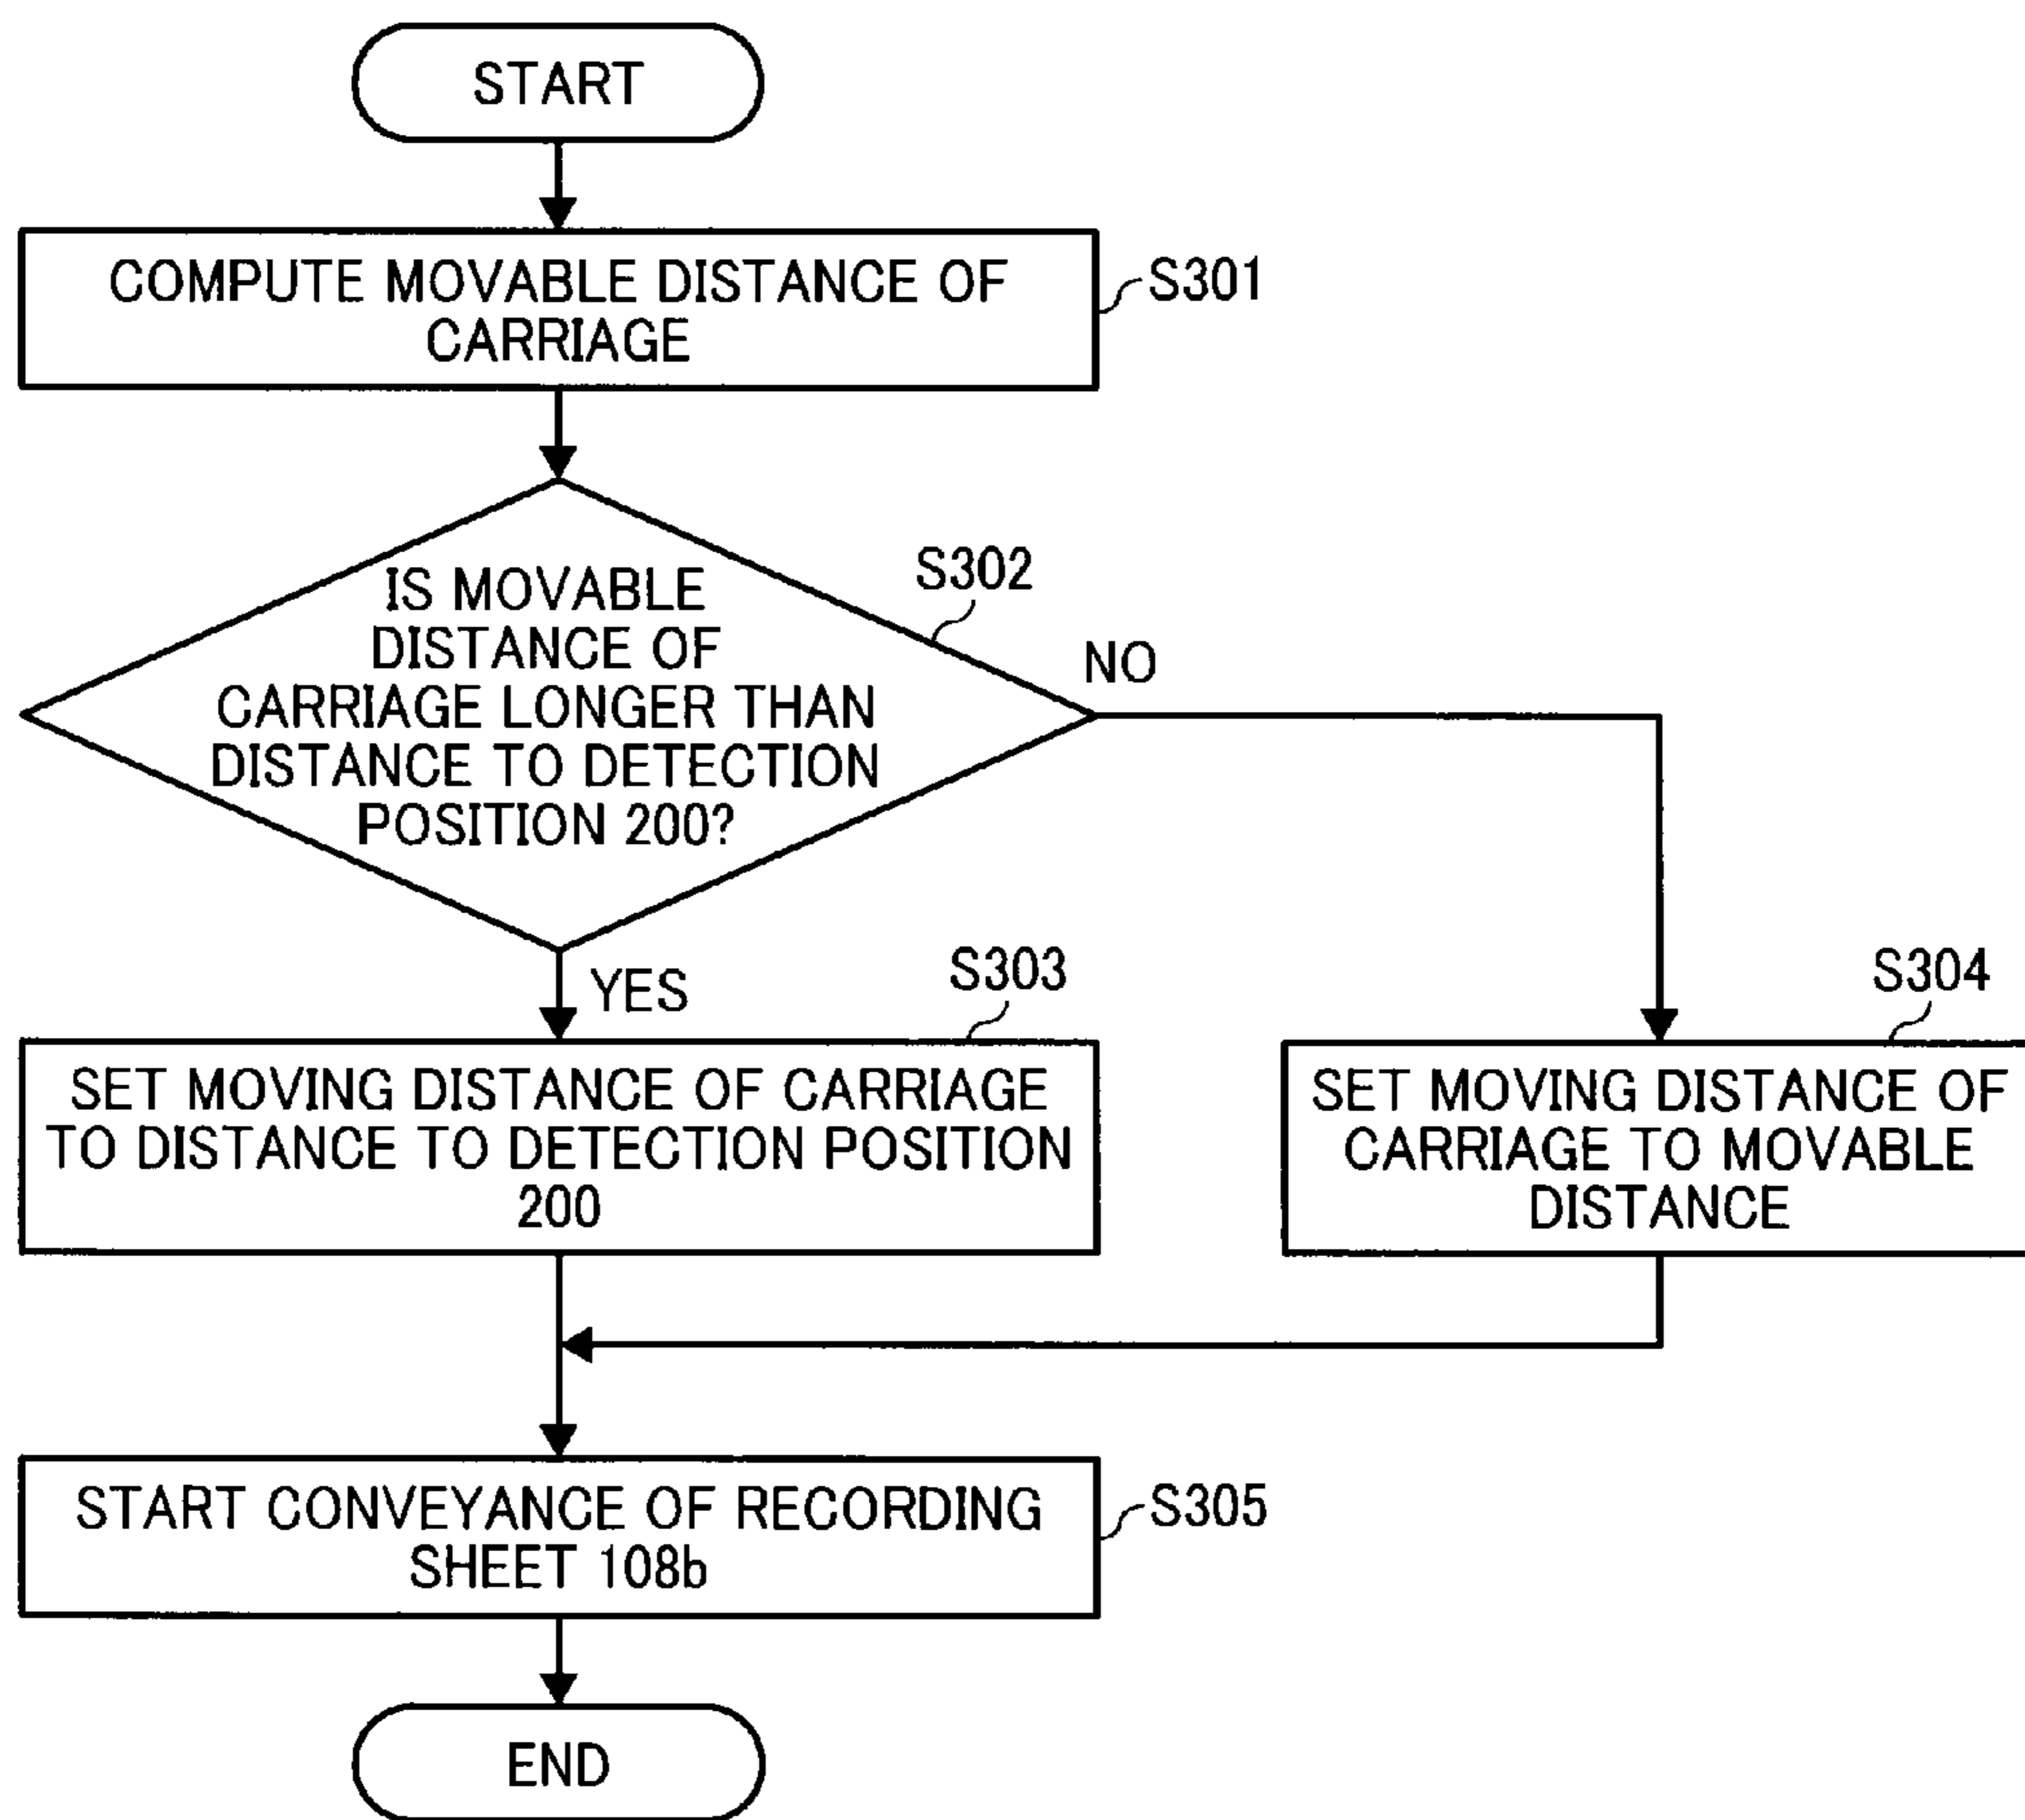 START
COMPUTE MOVABLE DISTANCE OF
CARRIAGE
S301
IS MOVABLE
DISTANCE OF
CARRIAGE LONGER THAN
DISTANCE TO DETECTION
POSITION 200?
S302
NO
YES
S303
SET MOVING DISTANCE OF CARRIAGE
TO DISTANCE TO DETECTION POSITION
200
S304
SET MOVING DISTANCE OF
CARRIAGE TO MOVABLE
DISTANCE
START CONVEYANCE OF RECORDING
SHEET 108b
S305
END